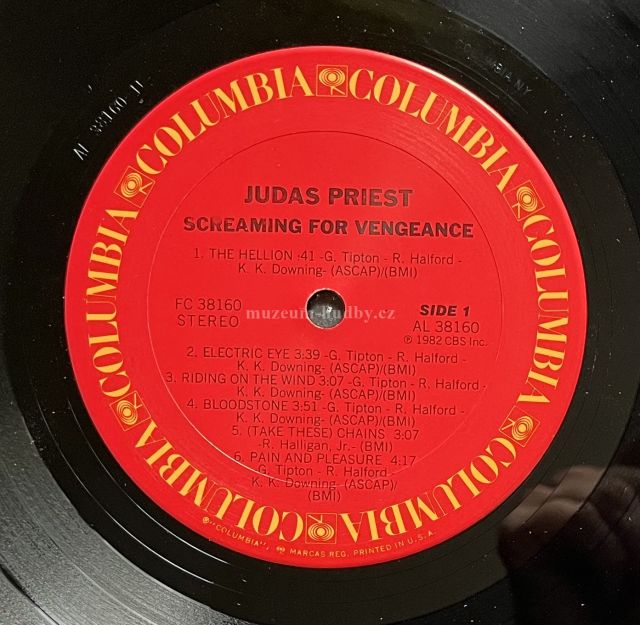 COLUMBIA COLUMBIA COLUMBIA COLUMBIA COLUMBIA COLUMBIA
JUDAS PRIEST
SCREAMING FOR VENGEANCE
1. THE HELLION :41 -G. Tipton - R. Halford -
K. K. Downing- (ASCAP)/(BMI)
FC 38160
STEREO
SIDE 1
AL 38160
℗ 1982 CBS Inc.
muzeum-hudby.cz
2. ELECTRIC EYE 3:39 -G. Tipton - R. Halford -
K. K. Downing- (ASCAP)/(BMI)
3. RIDING ON THE WIND 3:07 -G. Tipton - R. Halford -
K. K. Downing- (ASCAP)/(BMI)
4. BLOODSTONE 3:51 -G. Tipton - R. Halford -
K. K. Downing- (ASCAP)/(BMI)
5. (TAKE THESE) CHAINS 3:07
-R. Halligan, Jr.- (BMI)
6. PAIN AND PLEASURE 4:17
-G. Tipton - R. Halford -
K. K. Downing- (ASCAP)/
(BMI)
"COLUMBIA", MARCAS REG. PRINTED IN U.S.A.
AL 38160